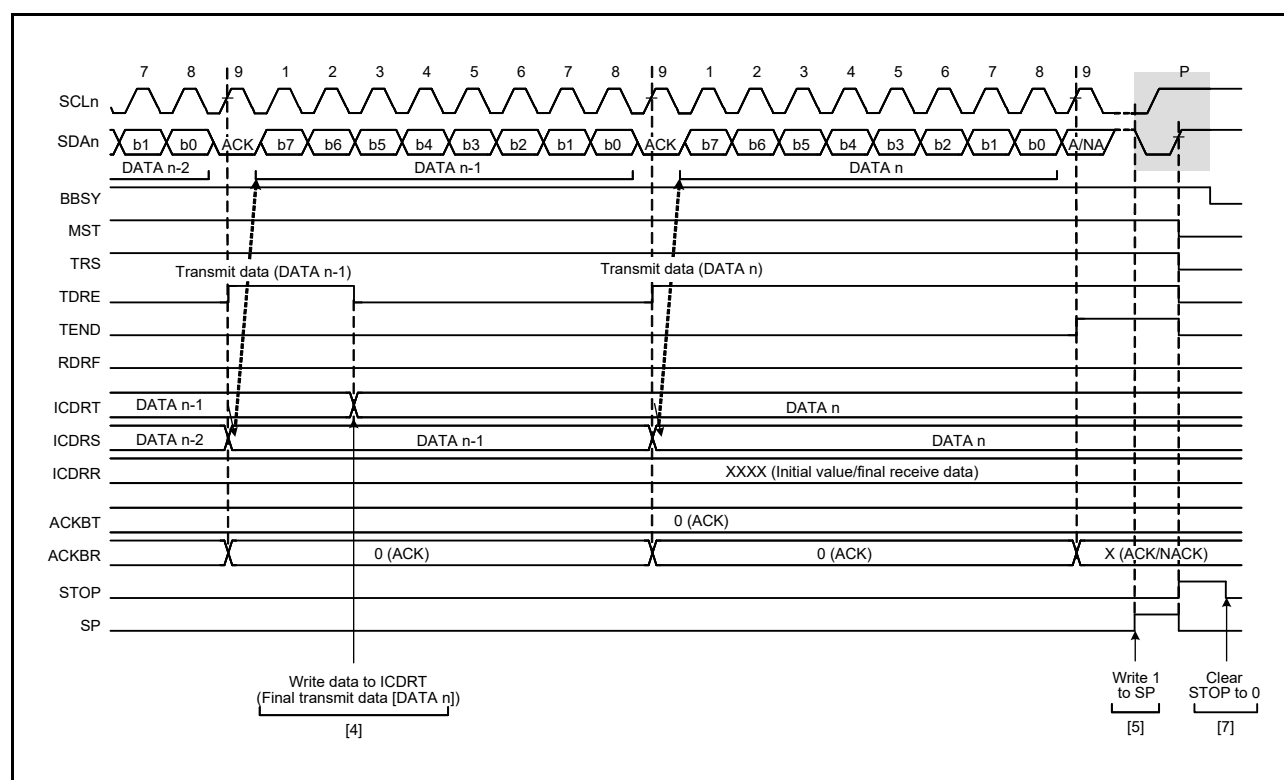 7 8 9 1 2 3 4 5 6 7 8 9 1 2 3 4 5 6 7 8 9 P
SCLn
SDAn b1 b0 ACK b7 b6 b5 b4 b3 b2 b1 b0 ACK b7 b6 b5 b4 b3 b2 b1 b0 A/NA
DATA n-2 DATA n-1 DATA n
BBSY
MST
TRS
Transmit data (DATA n-1) Transmit data (DATA n)
TDRE
TEND
RDRF
ICDRT DATA n-1 DATA n
ICDRS DATA n-2 DATA n-1 DATA n
ICDRR XXXX (Initial value/final receive data)
ACKBT 0 (ACK)
ACKBR 0 (ACK) 0 (ACK) X (ACK/NACK)
STOP
SP
Write data to ICDRT
(Final transmit data [DATA n])
[4]
Write 1
to SP
[5]
Clear
STOP to 0
[7]